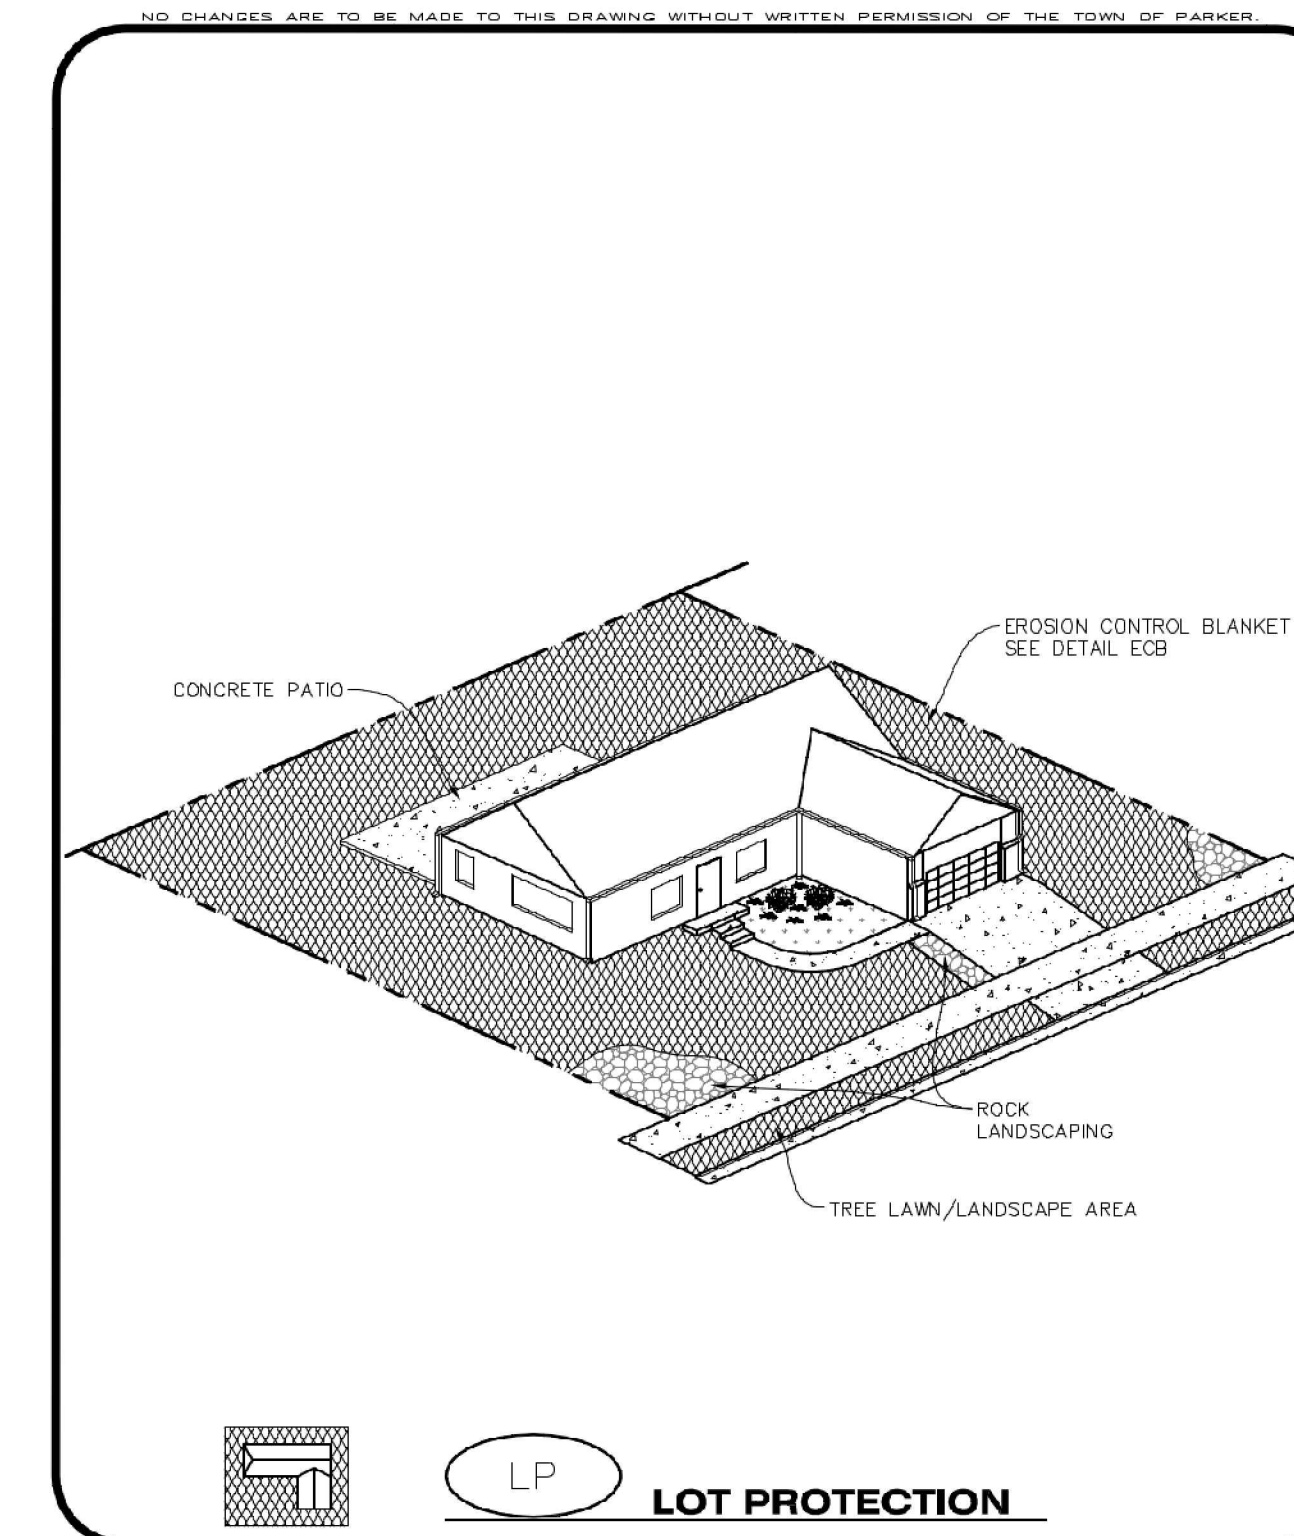 NO CHANGES ARE TO BE MADE TO THIS DRAWING WITHOUT WRITTEN PERMISSION OF THE TOWN OF PARKER.
EROSION CONTROL BLANKET
SEE DETAIL ECB
CONCRETE PATIO
ROCK
LANDSCAPING
TREE LAWN/LANDSCAPE AREA
LP
LOT PROTECTION